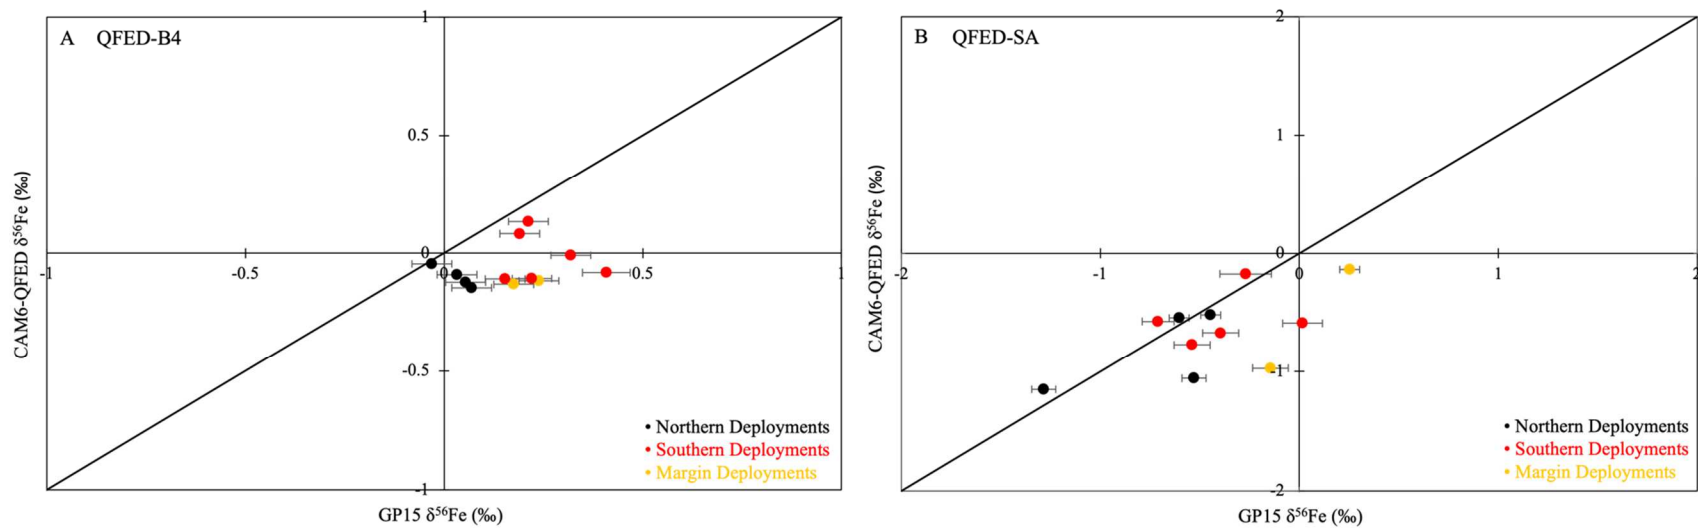 A QFED-B4
1
0.5
0
-1
-0.5
0.5
1
-0.5
-1
CAM6-QFED δ⁵⁶Fe (‰)
GP15 δ⁵⁶Fe (‰)
• Northern Deployments
• Southern Deployments
• Margin Deployments
B QFED-SA
2
1
-2
-1
0
1
2
-1
-2
CAM6-QFED δ⁵⁶Fe (‰)
GP15 δ⁵⁶Fe (‰)
• Northern Deployments
• Southern Deployments
• Margin Deployments